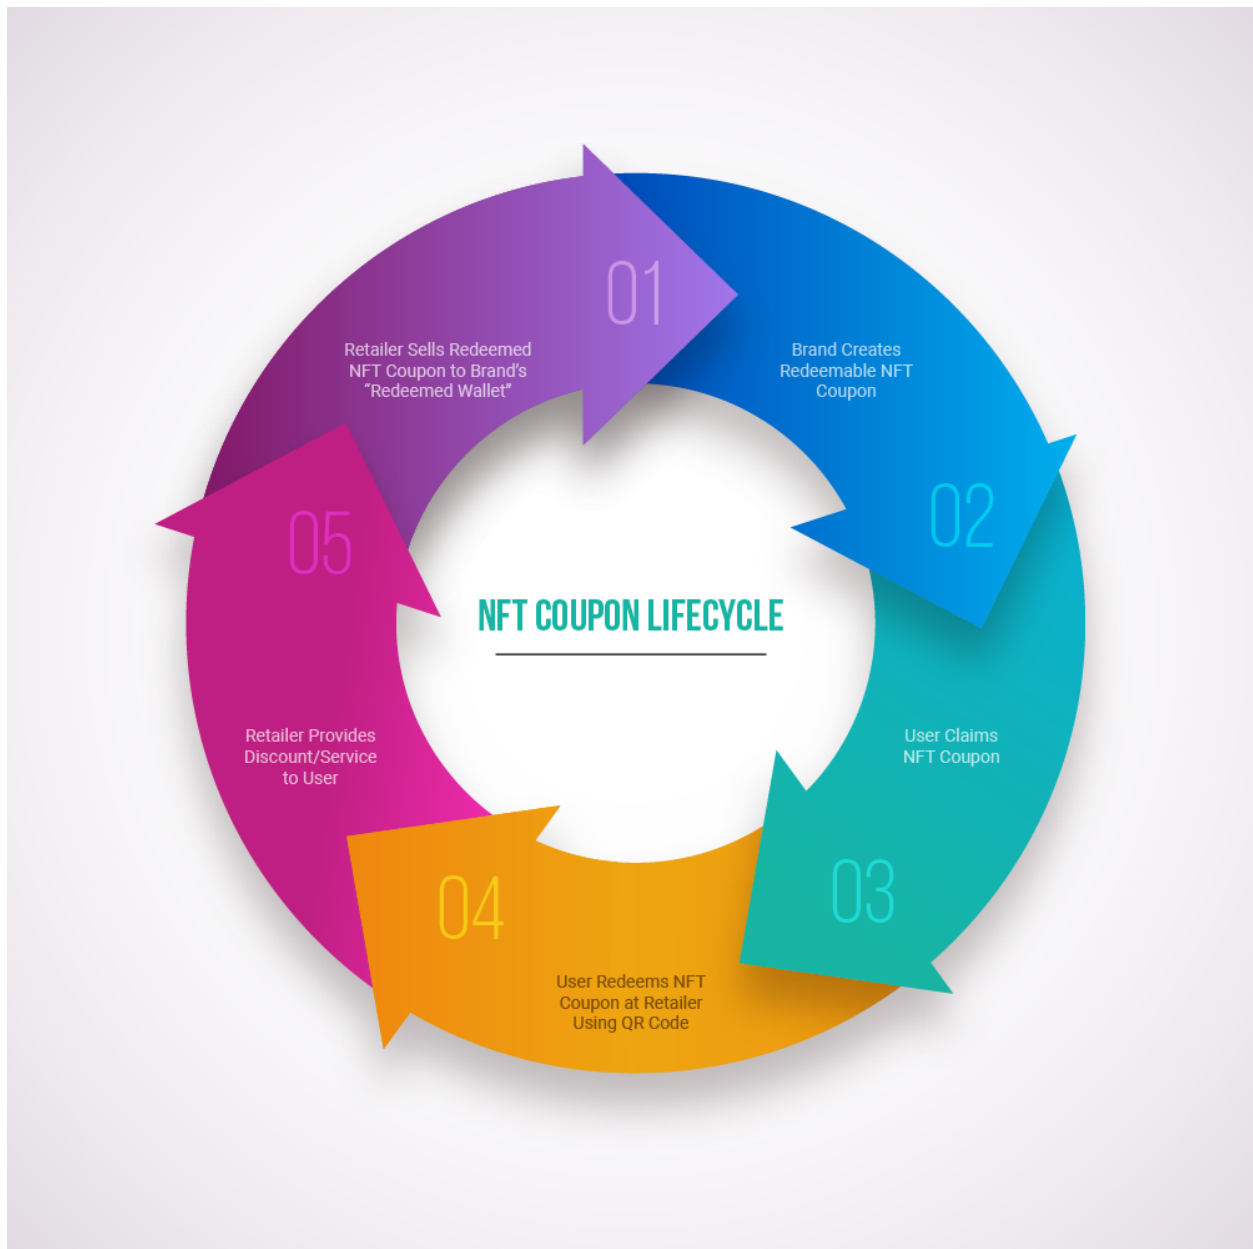 01
Retailer Sells Redeemed
NFT Coupon to Brand's
“Redeemed Wallet”
Brand Creates
Redeemable NFT
Coupon
02
05
NFT COUPON LIFECYCLE
User Claims
NFT Coupon
Retailer Provides
Discount/Service
to User
03
04
User Redeems NFT
Coupon at Retailer
Using QR Code